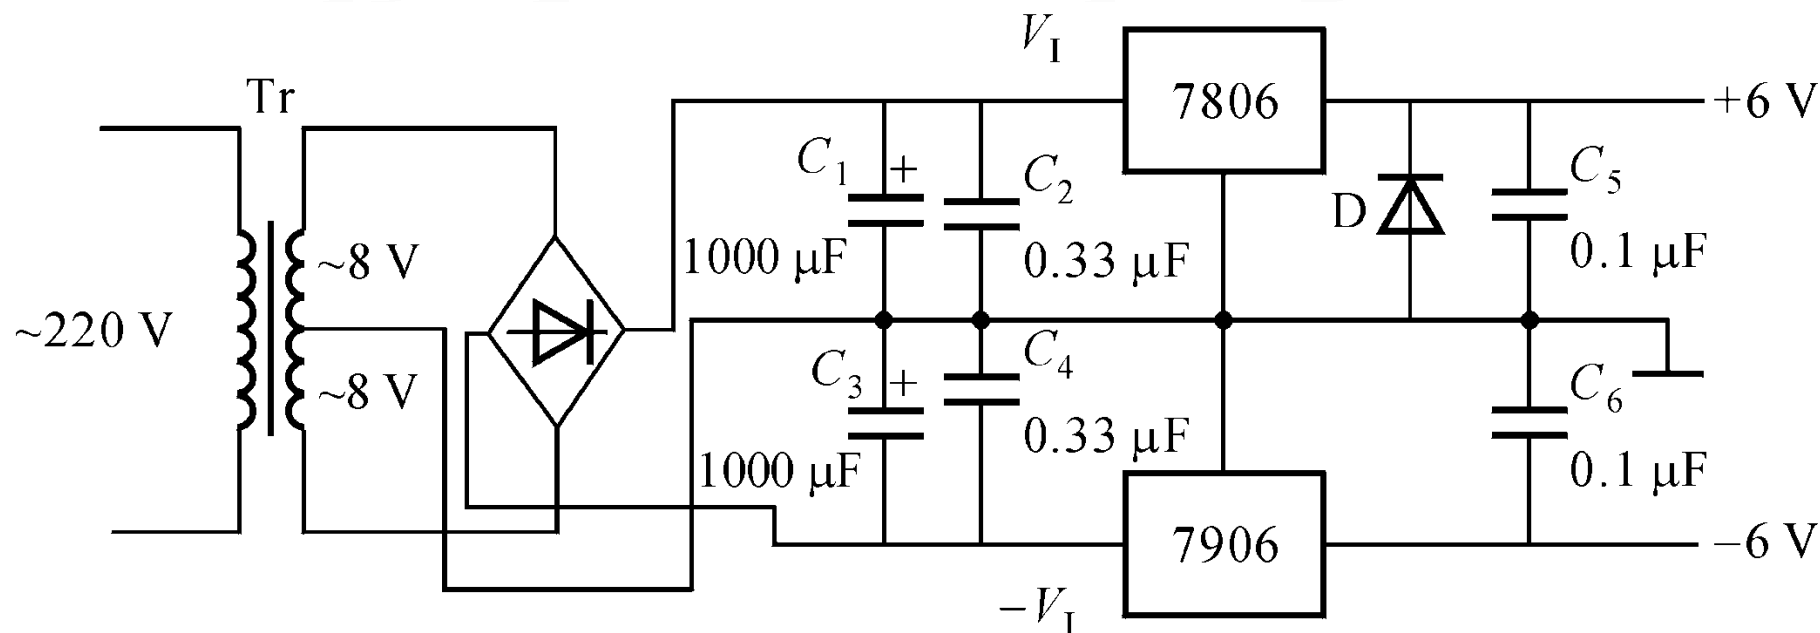 V_I
7806
+6 V
Tr
C_1
+
C_2
C_5
D
1000 μF
0.33 μF
0.1 μF
~8 V
~220 V
~8 V
C_3
+
C_4
C_6
0.33 μF
1000 μF
0.1 μF
7906
−6 V
−V_I